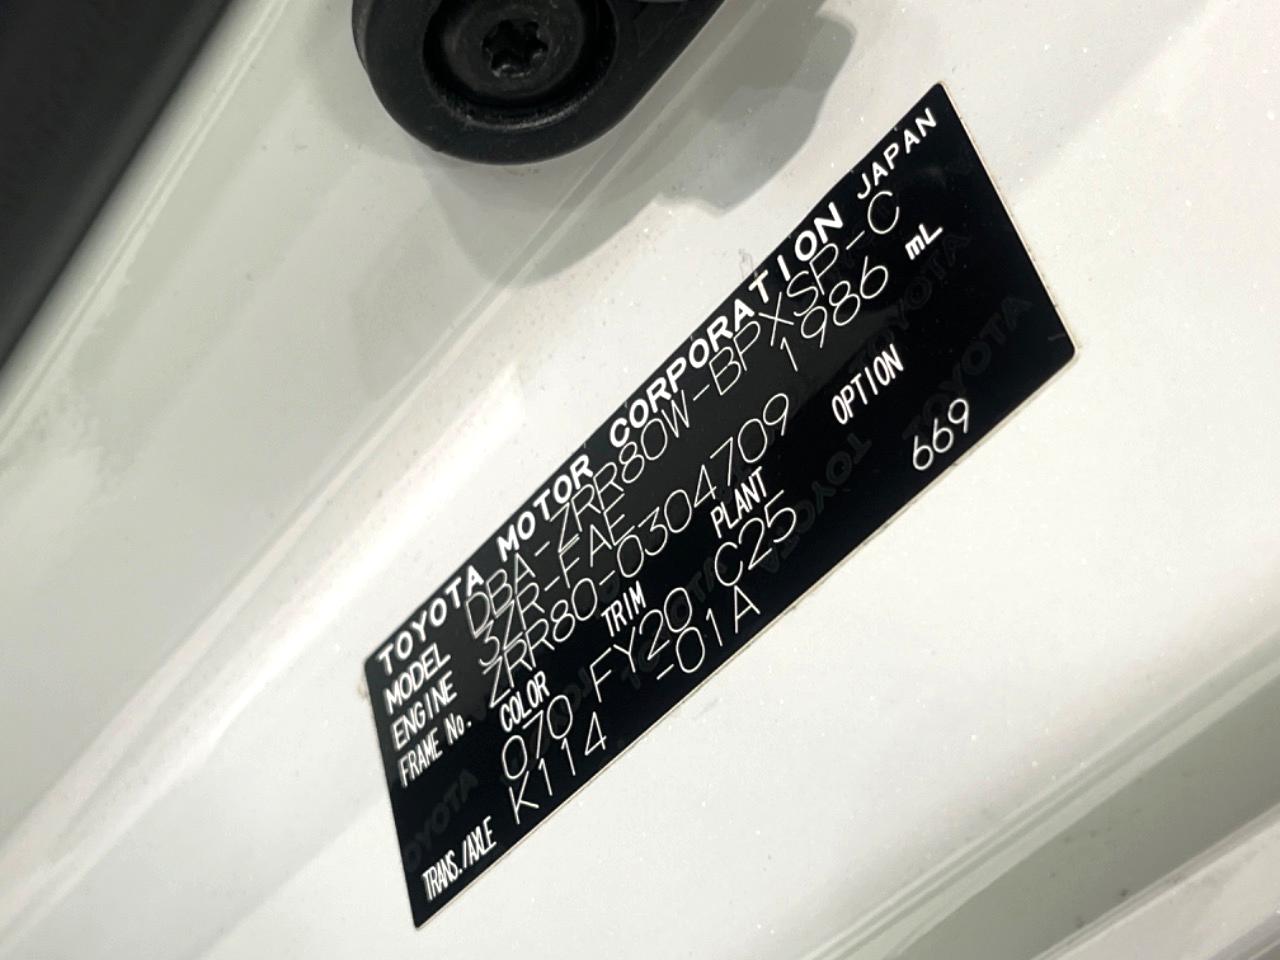 TOYOTA MOTOR CORPORATION JAPAN
MODEL DBA-ZRR80W-BPXSP-C
ENGINE 3ZR-FAE 1986 mL
FRAME No. ZRR80-0304709
COLOR TRIM PLANT OPTION
070 FY20 C25 669
TRANS./AXLE K114 -01A